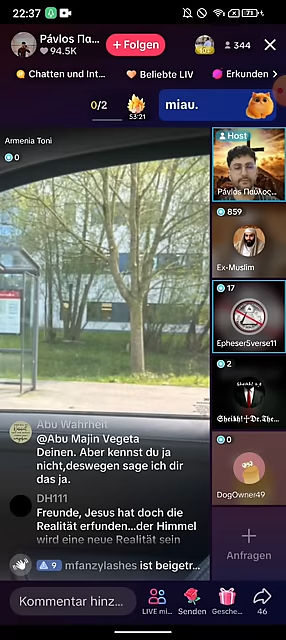 22:37
Pávlos Πα...
94.5K
+ Folgen
344
Chatten und Int...
Beliebte LIV
Erkunden
0/2
53:21
miau.
Armenia Toni
0
Host
Pávlos Παῦλος...
859
Ex-Muslim
17
Epheser5verse11
2
0
DogOwner49
Abu Wahrheit
@Abu Majin Vegeta
Deinen. Aber kennst du ja
nicht,deswegen sage ich dir
das ja.
DH111
Freunde, Jesus hat doch die
Realität erfunden...der Himmel
wird eine neue Realität sein
9 mfanzylashes ist beigetr...
Anfragen
Kommentar hinz...
LIVE mi...
Senden
Gesche...
46